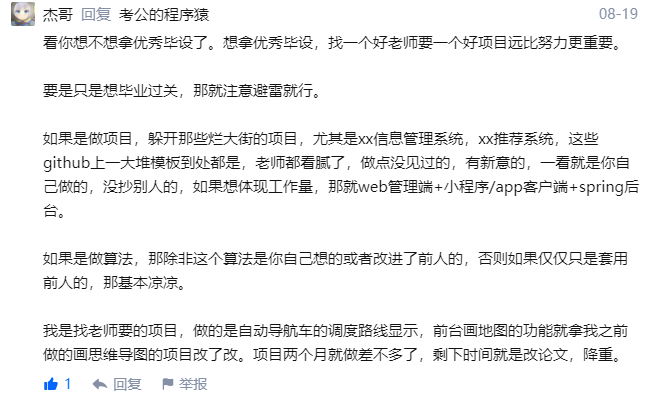 杰哥 回复 考公的程序猿 08-19
看你想不想拿优秀毕设了。想拿优秀毕设，找一个好老师要一个好项目远比努力更重要。
要是只是想毕业过关，那就注意避雷就行。
如果是做项目，躲开那些烂大街的项目，尤其是xx信息管理系统，xx推荐系统，这些
github上一大堆模板到处都是，老师都看腻了，做点没见过的，有新意的，一看就是你自
己做的，没抄别人的，如果想体现工作量，那就web管理端+小程序/app客户端+spring后
台。
如果是做算法，那除非这个算法是你自己想的或者改进了前人的，否则如果仅仅只是套用
前人的，那基本凉凉。
我是找老师要的项目，做的是自动导航车的调度路线显示，前台画地图的功能就拿我之前
做的画思维导图的项目改了改。项目两个月就做差不多了，剩下时间就是改论文，降重。
1 回复 举报